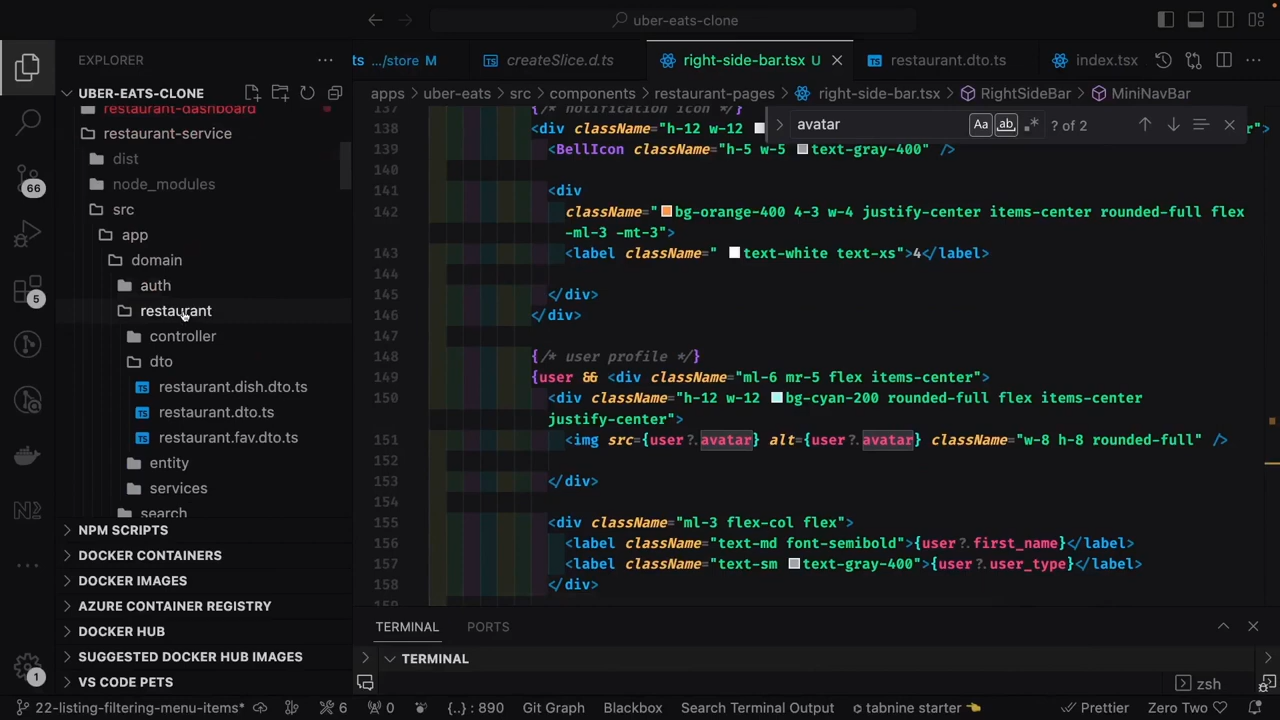 uber-eats-clone
EXPLORER
ts .../store M
createSlice.d.ts
right-side-bar.tsx U
restaurant.dto.ts
index.tsx
UBER-EATS-CLONE
apps > uber-eats > src > components > restaurant-pages > right-side-bar.tsx > RightSideBar > MiniNavBar
restaurant-dashboard
restaurant-service
dist
node_modules
src
app
domain
auth
restaurant
controller
dto
restaurant.dish.dto.ts
restaurant.dto.ts
restaurant.fav.dto.ts
entity
services
search
NPM SCRIPTS
DOCKER CONTAINERS
DOCKER IMAGES
AZURE CONTAINER REGISTRY
DOCKER HUB
SUGGESTED DOCKER HUB IMAGES
VS CODE PETS
66
5
1
avatar
Aa
ab
? of 2
137 {/* notification icon */}
138 <div className="h-12 w-12
er">
139 <BellIcon className="h-5 w-5 text-gray-400" />
140
141 <div
142 className=" bg-orange-400 4-3 w-4 justify-center items-center rounded-full flex
-ml-3 -mt-3">
143 <label className=" text-white text-xs">4</label>
144
145 </div>
146 </div>
147
148 {/* user profile */}
149 {user && <div className="ml-6 mr-5 flex items-center">
150 <div className="h-12 w-12 bg-cyan-200 rounded-full flex items-center
justify-center">
151 <img src={user?.avatar} alt={user?.avatar} className="w-8 h-8 rounded-full" />
152
153 </div>
154
155 <div className="ml-3 flex-col flex">
156 <label className="text-md font-semibold">{user?.first_name}</label>
157 <label className="text-sm text-gray-400">{user?.user_type}</label>
158 </div>
159
TERMINAL
PORTS
TERMINAL
zsh
22-listing-filtering-menu-items*
6
0
{..} : 890
Git Graph
Blackbox
Search Terminal Output
tabnine starter
Prettier
Zero Two